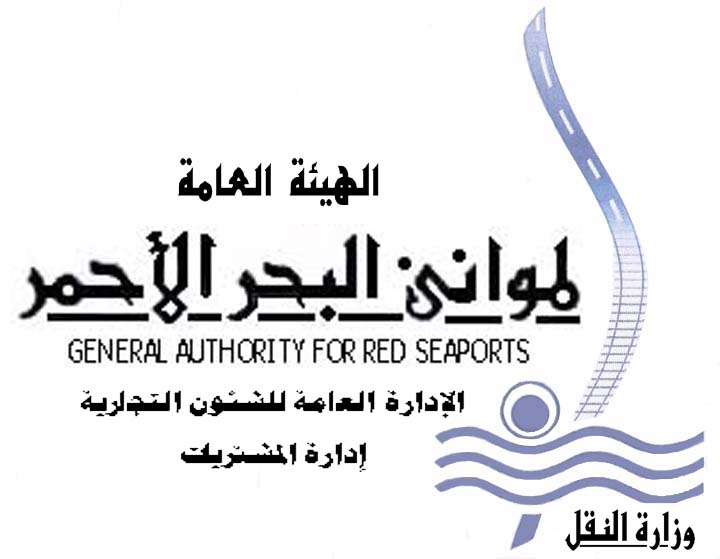 الهيئة العامة
لموانئ البحر الأحمر
GENERAL AUTHORITY FOR RED SEAPORTS
الإدارة العامة للشئون التجارية
إدارة المشتريات
وزارة النقل